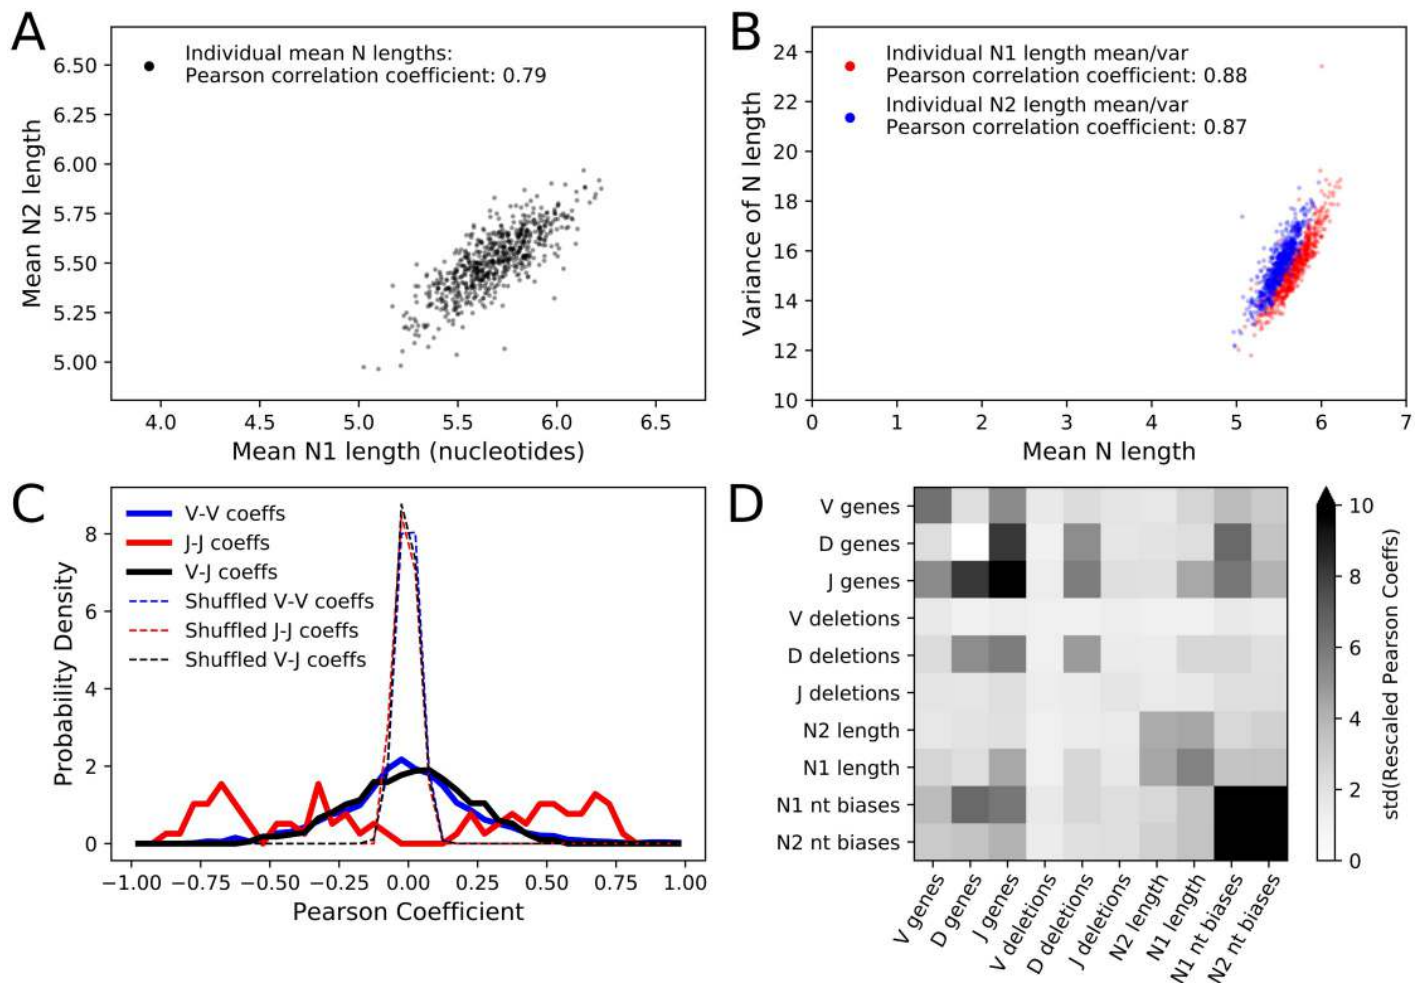 A
Individual mean N lengths:
Pearson correlation coefficient: 0.79
6.50
6.25
6.00
5.75
5.50
5.25
5.00
Mean N2 length
4.0 4.5 5.0 5.5 6.0 6.5
Mean N1 length (nucleotides)
B
Individual N1 length mean/var
Pearson correlation coefficient: 0.88
Individual N2 length mean/var
Pearson correlation coefficient: 0.87
24
22
20
18
16
14
12
10
Variance of N length
0 1 2 3 4 5 6 7
Mean N length
C
V-V coeffs
J-J coeffs
V-J coeffs
Shuffled V-V coeffs
Shuffled J-J coeffs
Shuffled V-J coeffs
8
6
4
2
0
Probability Density
−1.00 −0.75 −0.50 −0.25 0.00 0.25 0.50 0.75 1.00
Pearson Coefficient
D
V genes
D genes
J genes
V deletions
D deletions
J deletions
N2 length
N1 length
N1 nt biases
N2 nt biases
V genes
D genes
J genes
V deletions
D deletions
J deletions
N2 length
N1 length
N1 nt biases
N2 nt biases
10
8
6
4
2
0
std(Rescaled Pearson Coeffs)